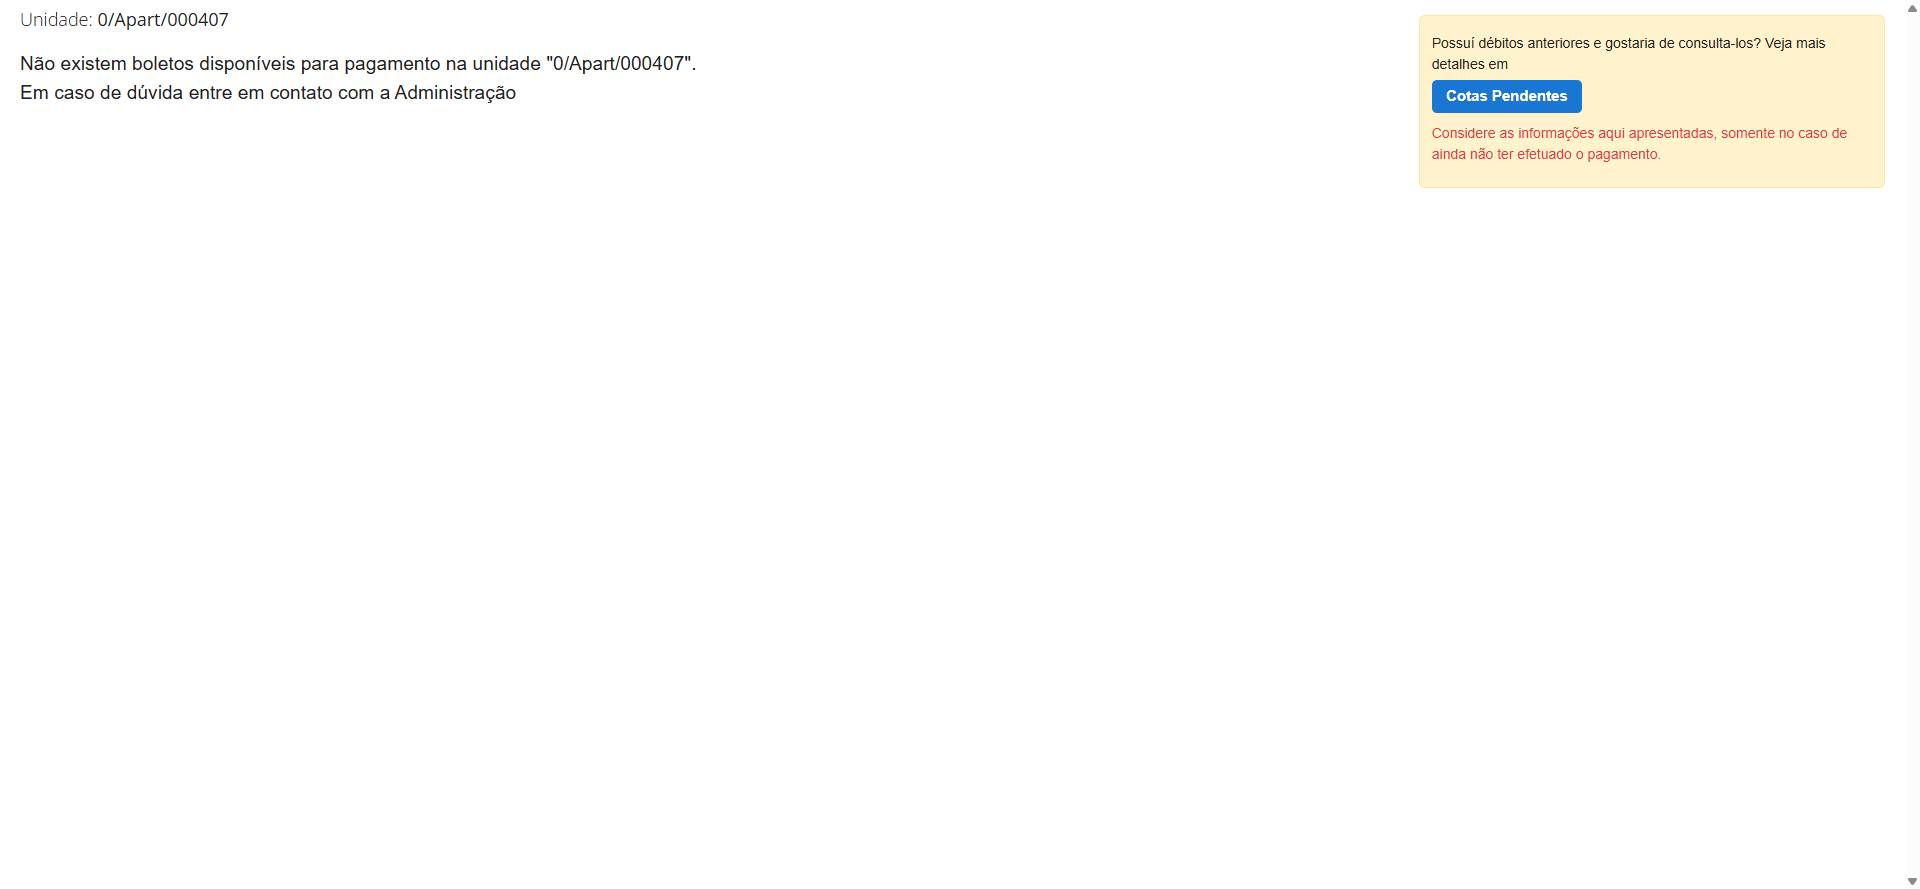 Unidade: 0/Apart/000407
Não existem boletos disponíveis para pagamento na unidade "0/Apart/000407".
Em caso de dúvida entre em contato com a Administração
Possuí débitos anteriores e gostaria de consulta-los? Veja mais
detalhes em
Cotas Pendentes
Considere as informações aqui apresentadas, somente no caso de
ainda não ter efetuado o pagamento.